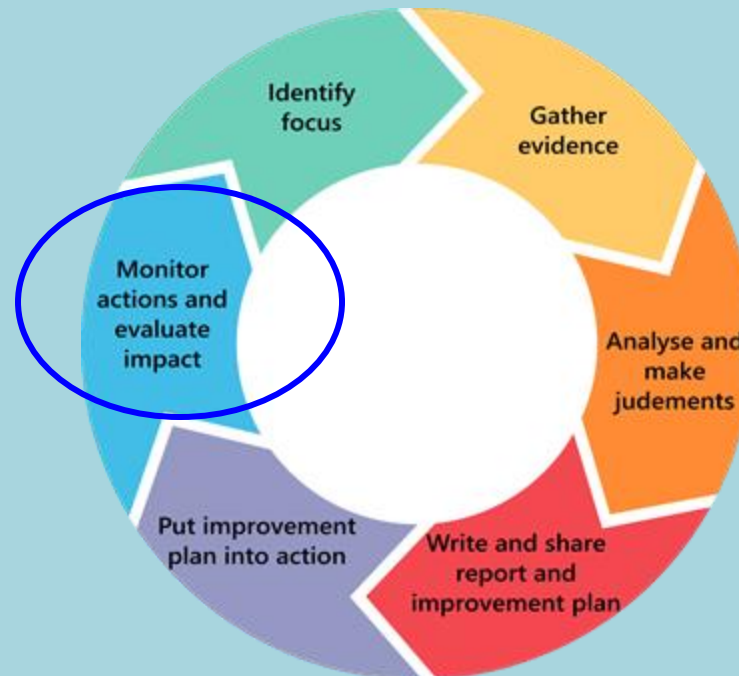 Identify
focus
Gather
evidence
Analyse and
make
judements
Write and share
report and
improvement plan
Put improvement
plan into action
Monitor
actions and
evaluate
impact